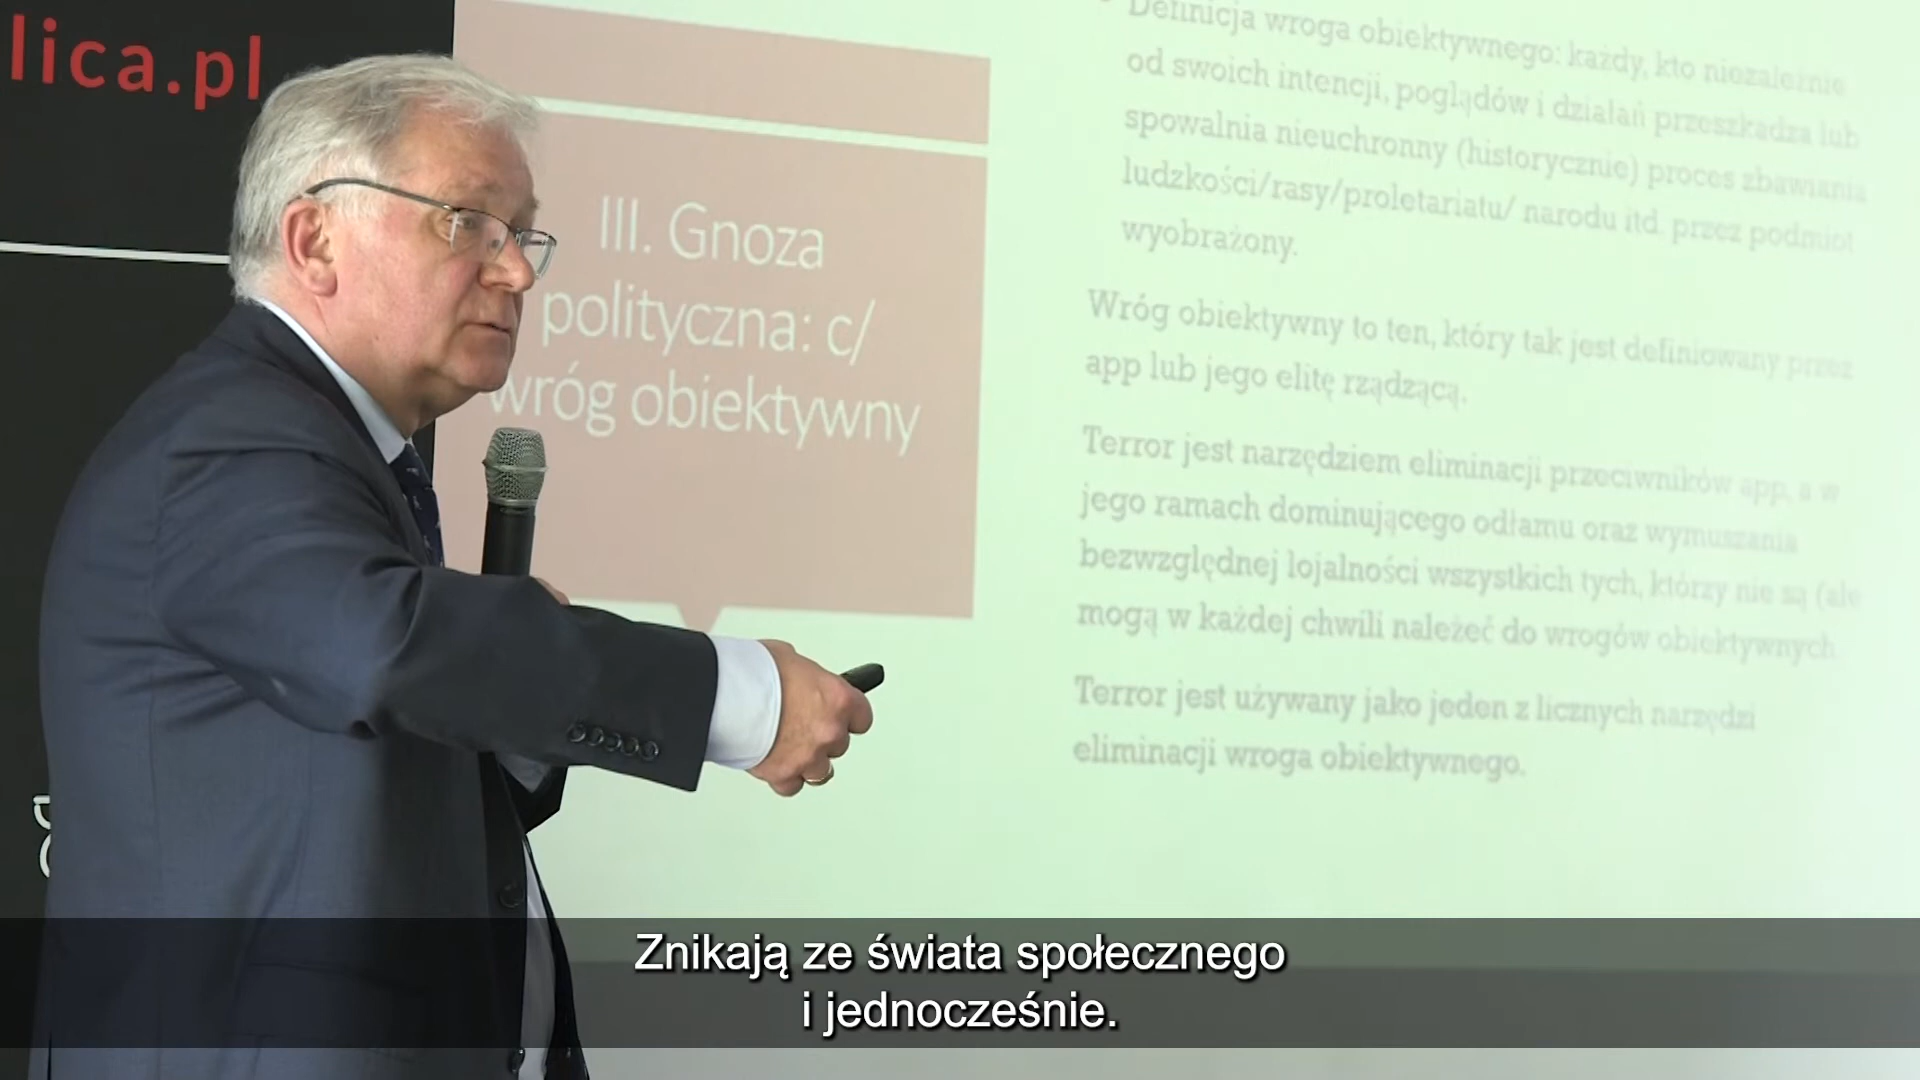 lica.pl
III. Gnoza
polityczna: c/
wróg obiektywny
Definicja wroga obiektywnego: każdy, kto niezależnie
od swoich intencji, poglądów i działań przeszkadza lub
spowalnia nieuchronny (historycznie) proces zbawiania
ludzkości/rasy/proletariatu/ narodu itd. przez podmiot
wyobrażony.
Wróg obiektywny to ten, który tak jest definiowany przez
app lub jego elitę rządzącą.
Terror jest narzędziem eliminacji przeciwników app, a w
jego ramach dominującego odłamu oraz wymuszania
bezwzględnej lojalności wszystkich tych, którzy nie są (ale
mogą w każdej chwili należeć do wrogów obiektywnych.
Terror jest używany jako jeden z licznych narzędzi
eliminacji wroga obiektywnego.
Znikają ze świata społecznego
i jednocześnie.